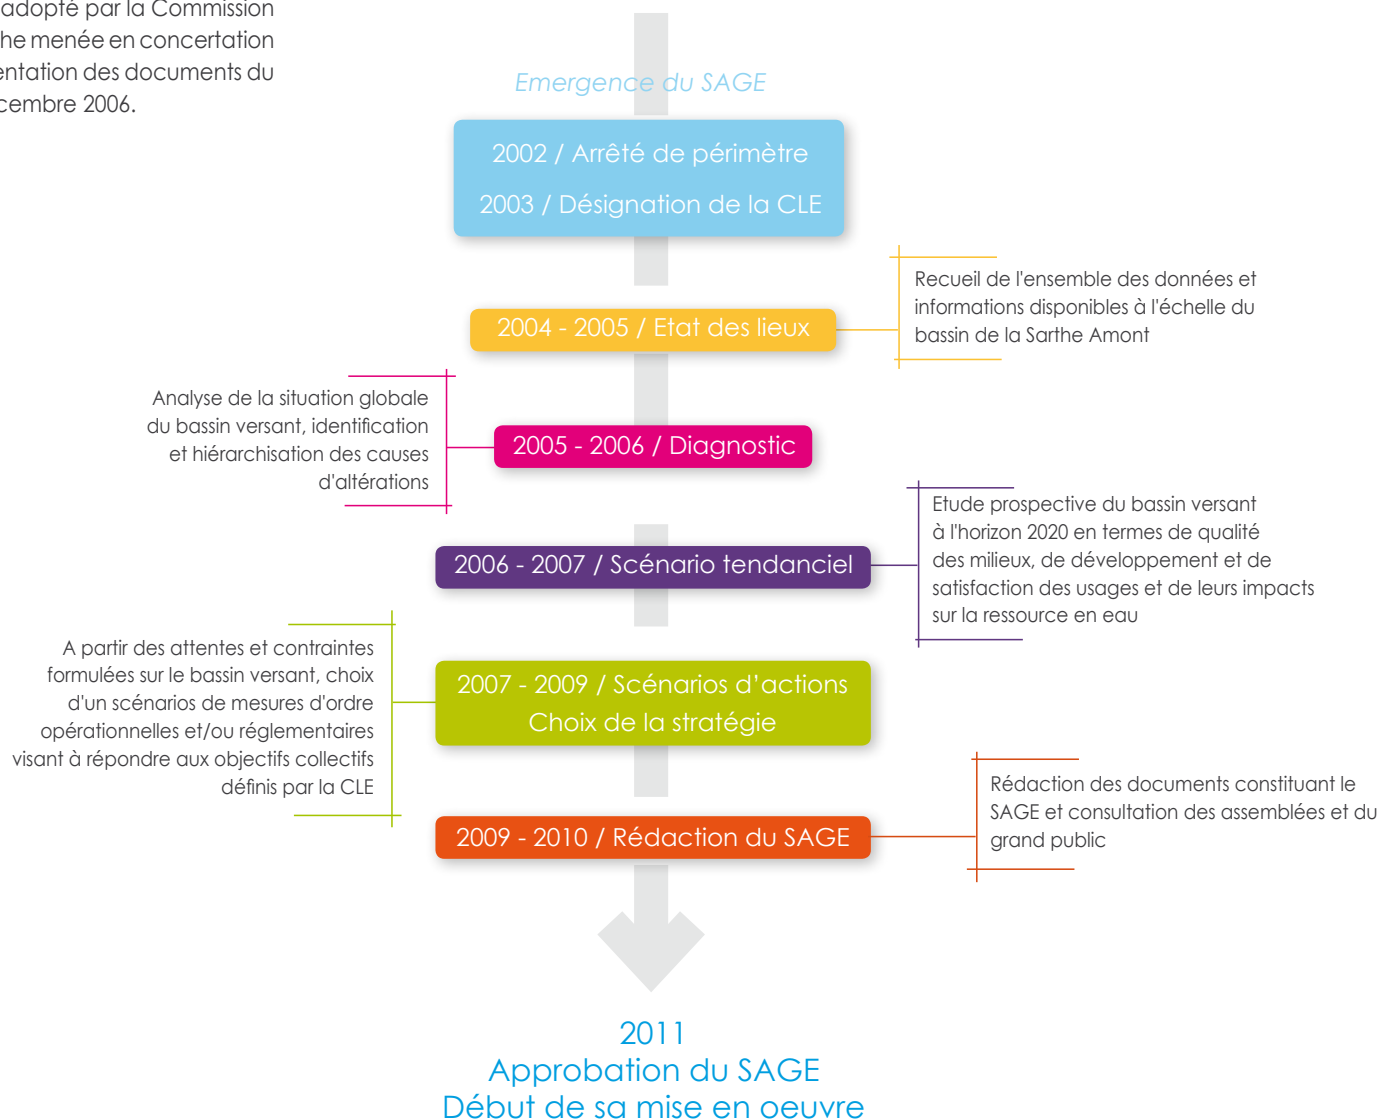 adopté par la Commission
he menée en concertation
entation des documents du
cembre 2006.
Emergence du SAGE
2002 / Arrêté de périmètre
2003 / Désignation de la CLE
2004 - 2005 / Etat des lieux
Recueil de l'ensemble des données et
informations disponibles à l'échelle du
bassin de la Sarthe Amont
Analyse de la situation globale
du bassin versant, identification
et hiérarchisation des causes
d'altérations
2005 - 2006 / Diagnostic
2006 - 2007 / Scénario tendanciel
Etude prospective du bassin versant
à l'horizon 2020 en termes de qualité
des milieux, de développement et de
satisfaction des usages et de leurs impacts
sur la ressource en eau
A partir des attentes et contraintes
formulées sur le bassin versant, choix
d'un scénarios de mesures d'ordre
opérationnelles et/ou réglementaires
visant à répondre aux objectifs collectifs
définis par la CLE
2007 - 2009 / Scénarios d’actions
Choix de la stratégie
2009 - 2010 / Rédaction du SAGE
Rédaction des documents constituant le
SAGE et consultation des assemblées et du
grand public
2011
Approbation du SAGE
Début de sa mise en oeuvre